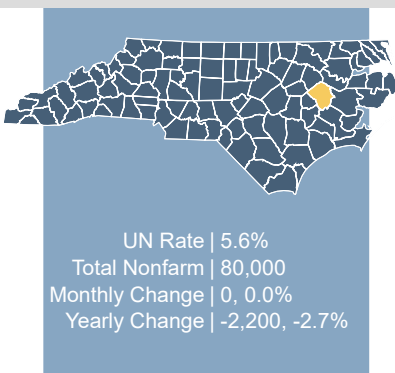 UN Rate | 5.6%
Total Nonfarm | 80,000
Monthly Change | 0, 0.0%
Yearly Change | -2,200, -2.7%